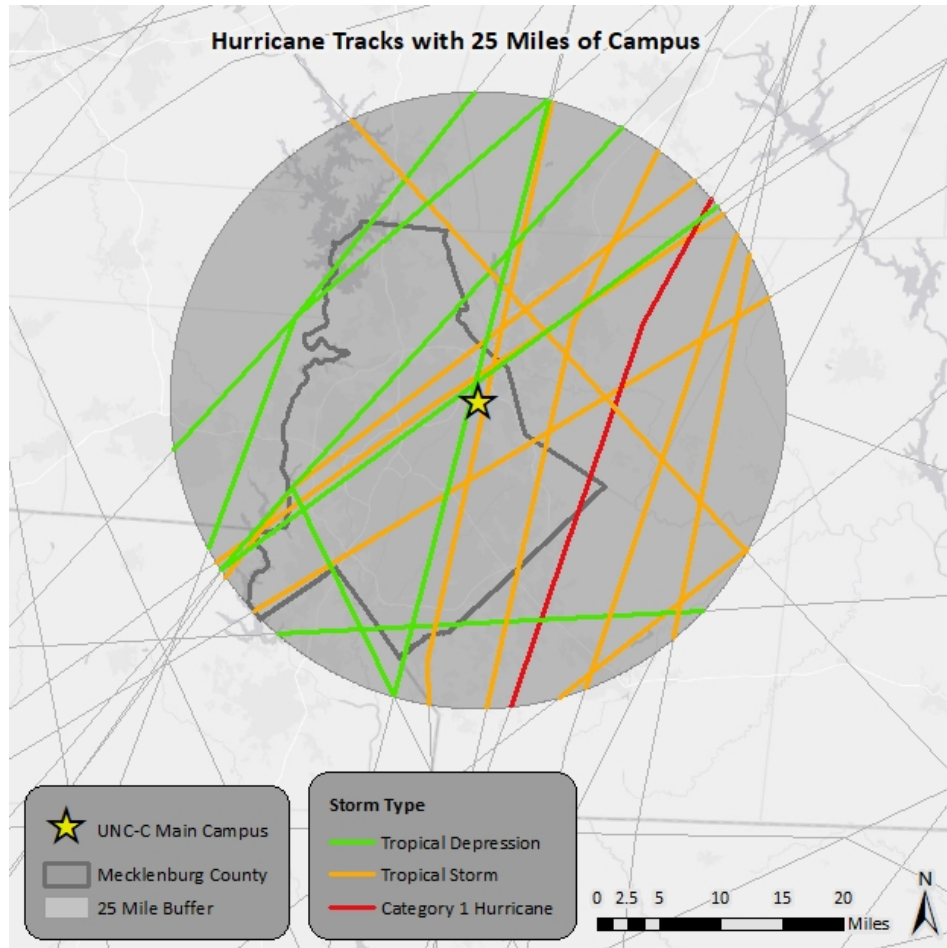 Hurricane Tracks with 25 Miles of Campus
UNC-C Main Campus
Mecklenburg County
25 Mile Buffer
Storm Type
Tropical Depression
Tropical Storm
Category 1 Hurricane
0 2.5 5 10 15 20
Miles
N